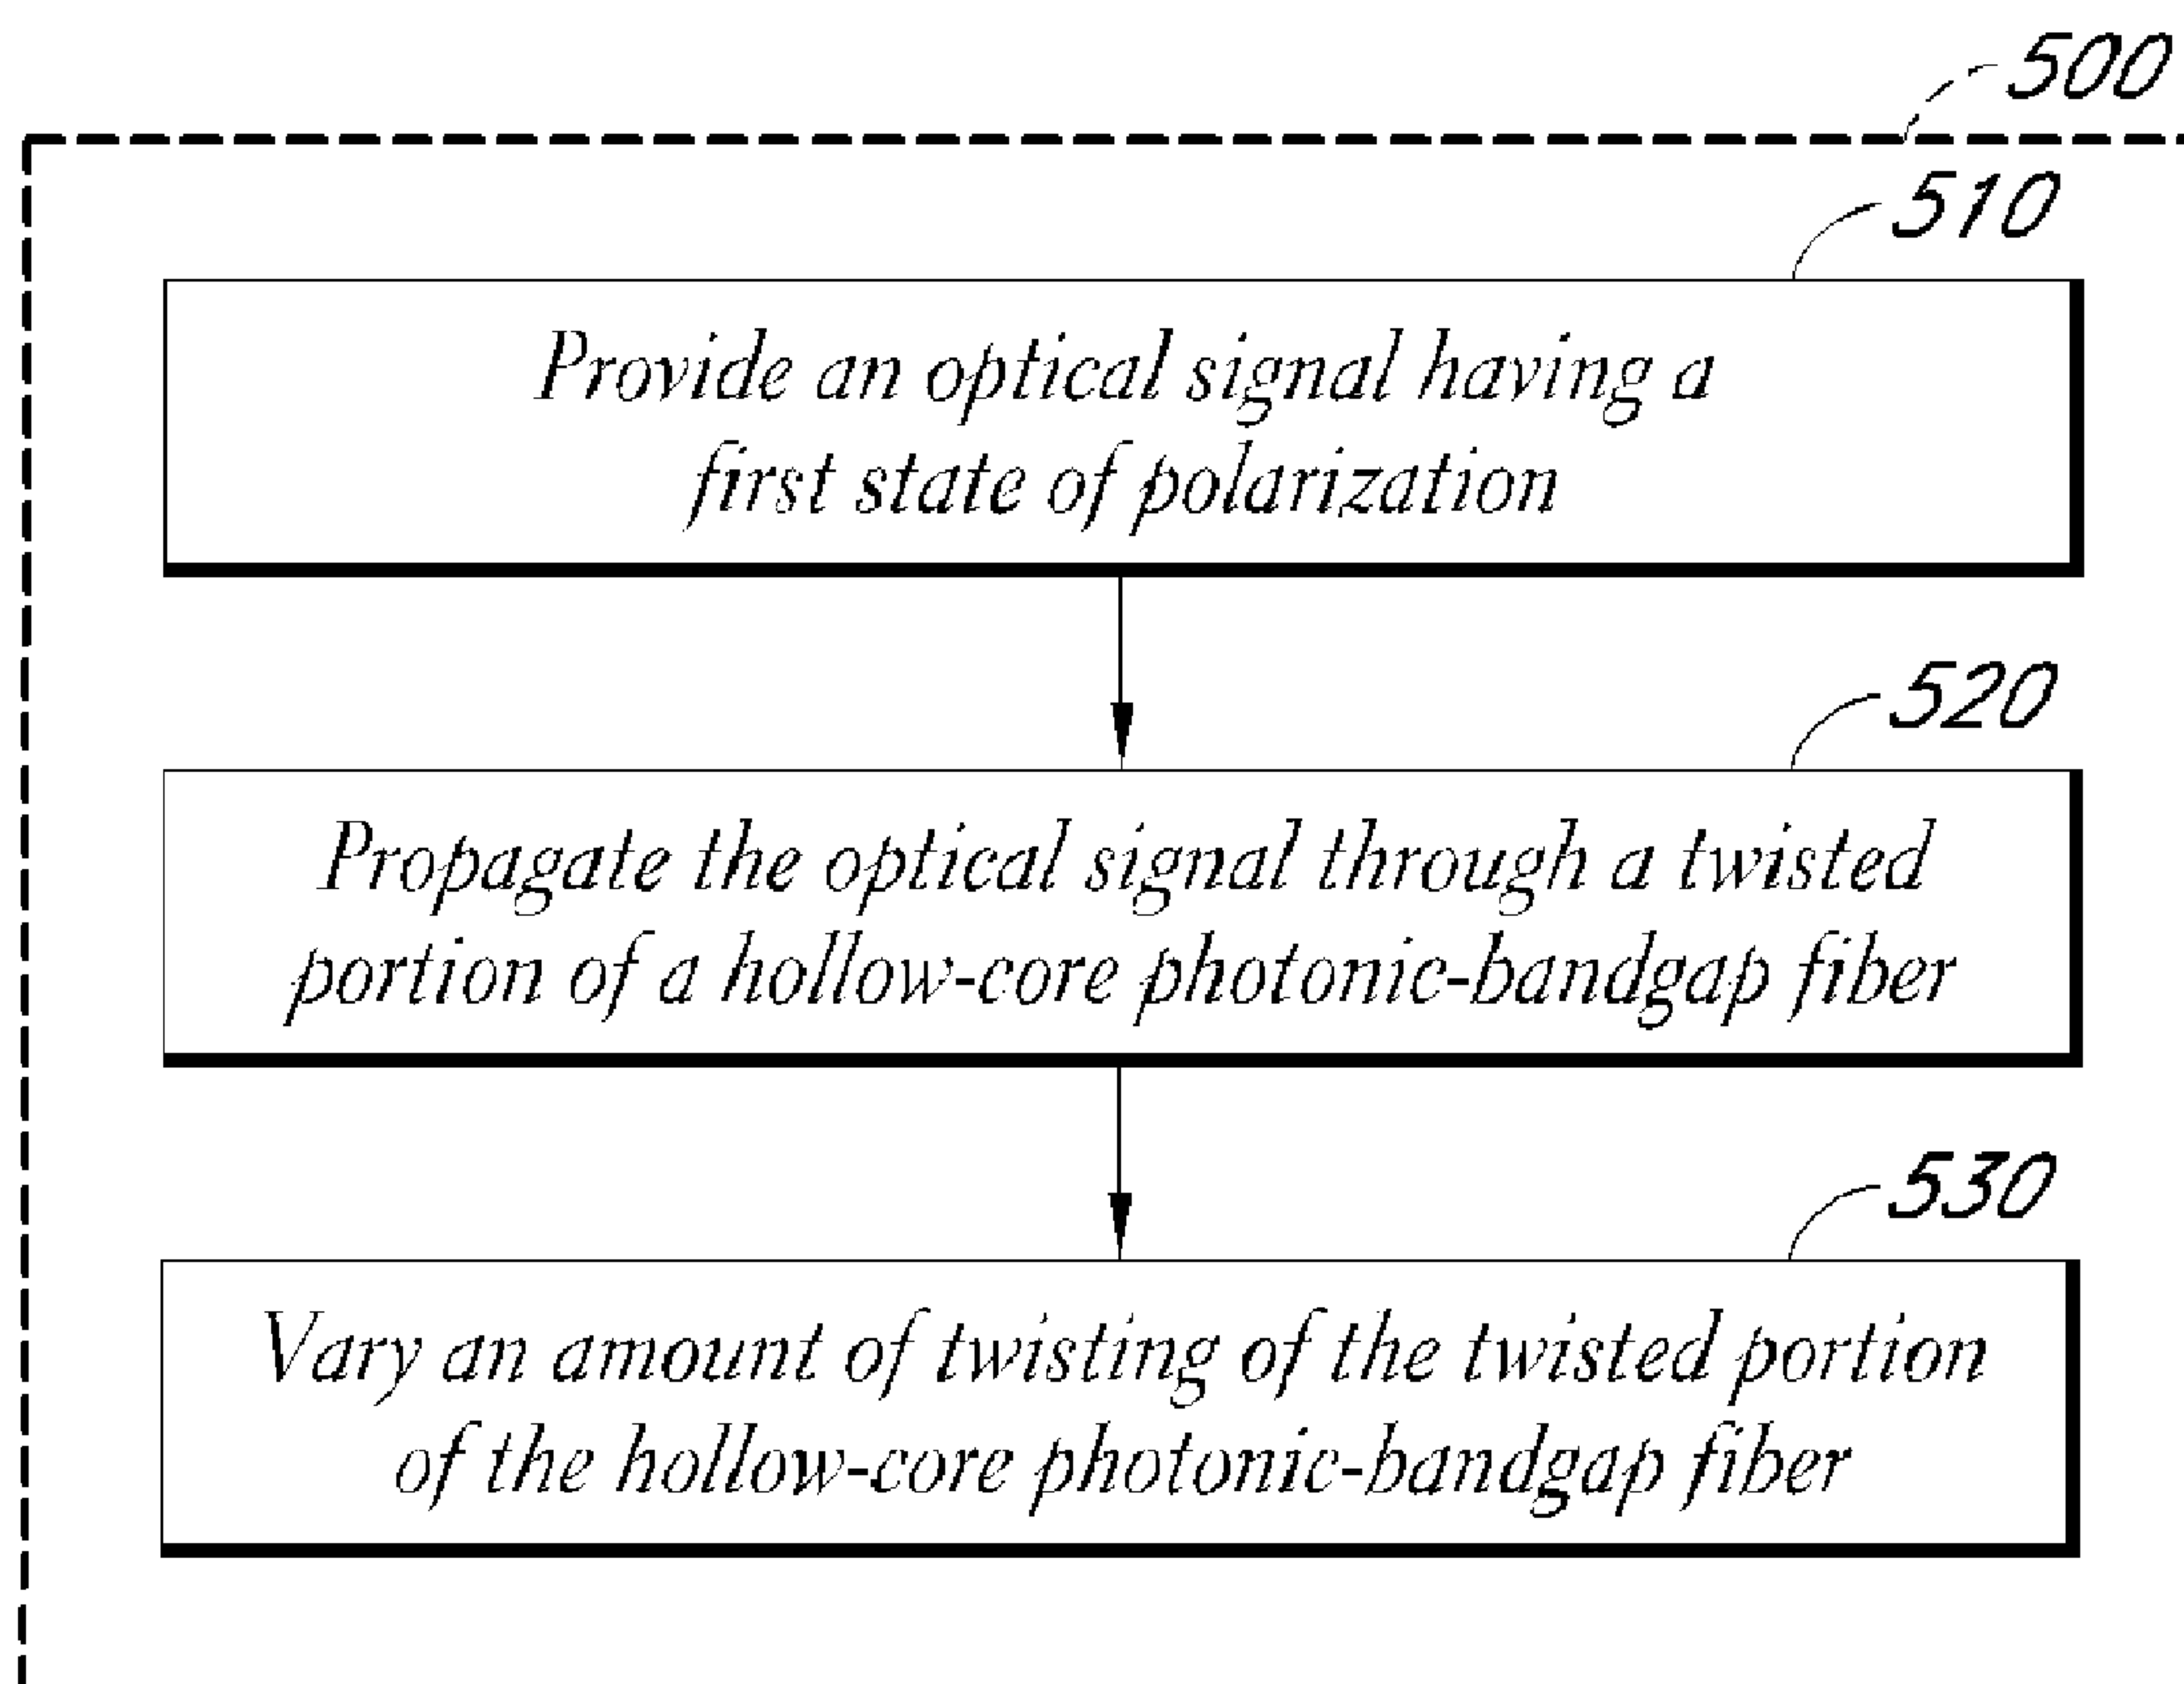 500
510
Provide an optical signal having a
first state of polarization
520
Propagate the optical signal through a twisted
portion of a hollow-core photonic-bandgap fiber
530
Vary an amount of twisting of the twisted portion
of the hollow-core photonic-bandgap fiber